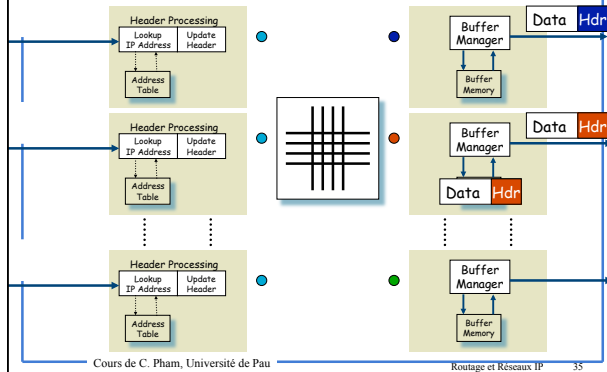 Header Processing
Lookup IP Address
Update Header
Address Table
Buffer Manager
Buffer Memory
Data Hdr
Header Processing
Lookup IP Address
Update Header
Address Table
Buffer Manager
Data Hdr
Data Hdr
Header Processing
Lookup IP Address
Update Header
Address Table
Buffer Manager
Buffer Memory
Cours de C. Pham, Université de Pau
Routage et Réseaux IP 35